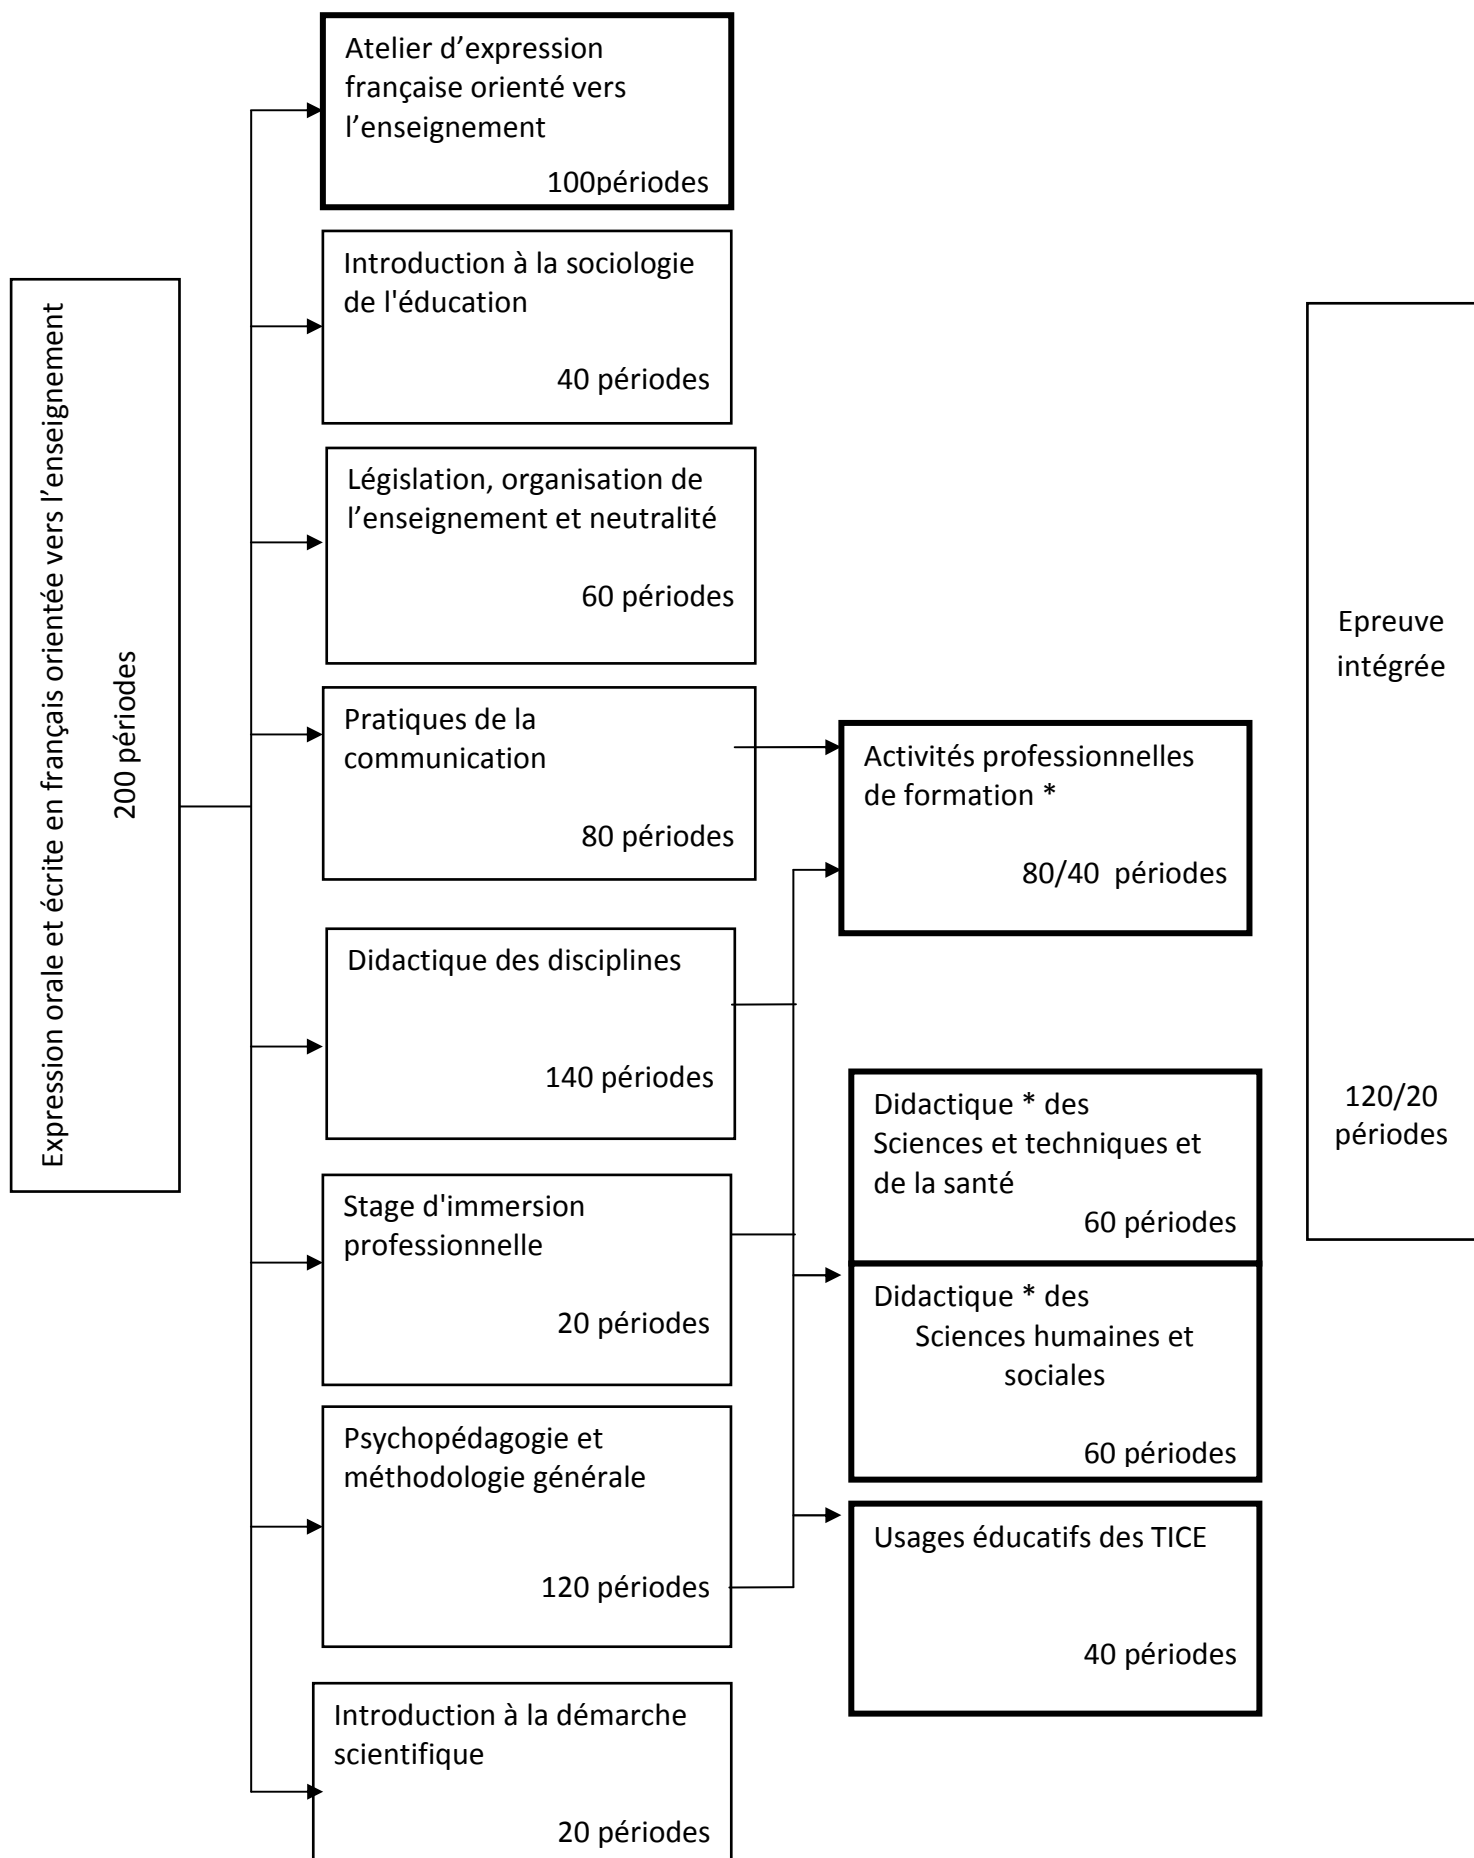 Expression orale et écrite en français orientée vers l’enseignement
200 périodes
Atelier d’expression
française orienté vers
l’enseignement
100périodes
Introduction à la sociologie
de l'éducation
40 périodes
Législation, organisation de
l’enseignement et neutralité
60 périodes
Pratiques de la
communication
80 périodes
Didactique des disciplines
140 périodes
Stage d'immersion
professionnelle
20 périodes
Psychopédagogie et
méthodologie générale
120 périodes
Introduction à la démarche
scientifique
20 périodes
Activités professionnelles
de formation *
80/40  périodes
Didactique * des
Sciences et techniques et
de la santé
60 périodes
Didactique * des
Sciences humaines et
sociales
60 périodes
Usages éducatifs des TICE
40 périodes
Epreuve
intégrée
120/20
périodes